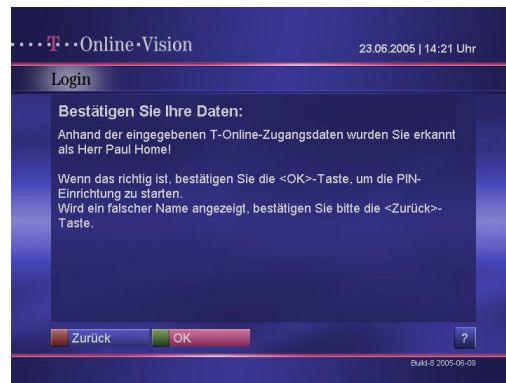 ····T··Online·Vision
23.06.2005 | 14:21 Uhr
Login
Bestätigen Sie Ihre Daten:
Anhand der eingegebenen T-Online-Zugangsdaten wurden Sie erkannt
als Herr Paul Home!
Wenn das richtig ist, bestätigen Sie die <OK>-Taste, um die PIN-
Einrichtung zu starten.
Wird ein falscher Name angezeigt, bestätigen Sie bitte die <Zurück>-
Taste.
Zurück
OK
?
Build-8 2005-06-09